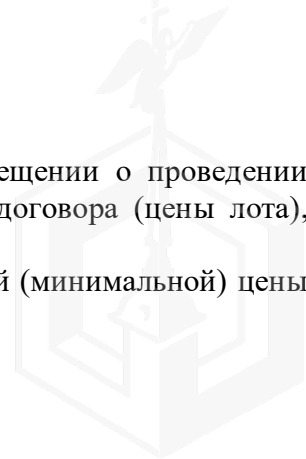 ещении о проведении
договора (цены лота),
й (минимальной) цены